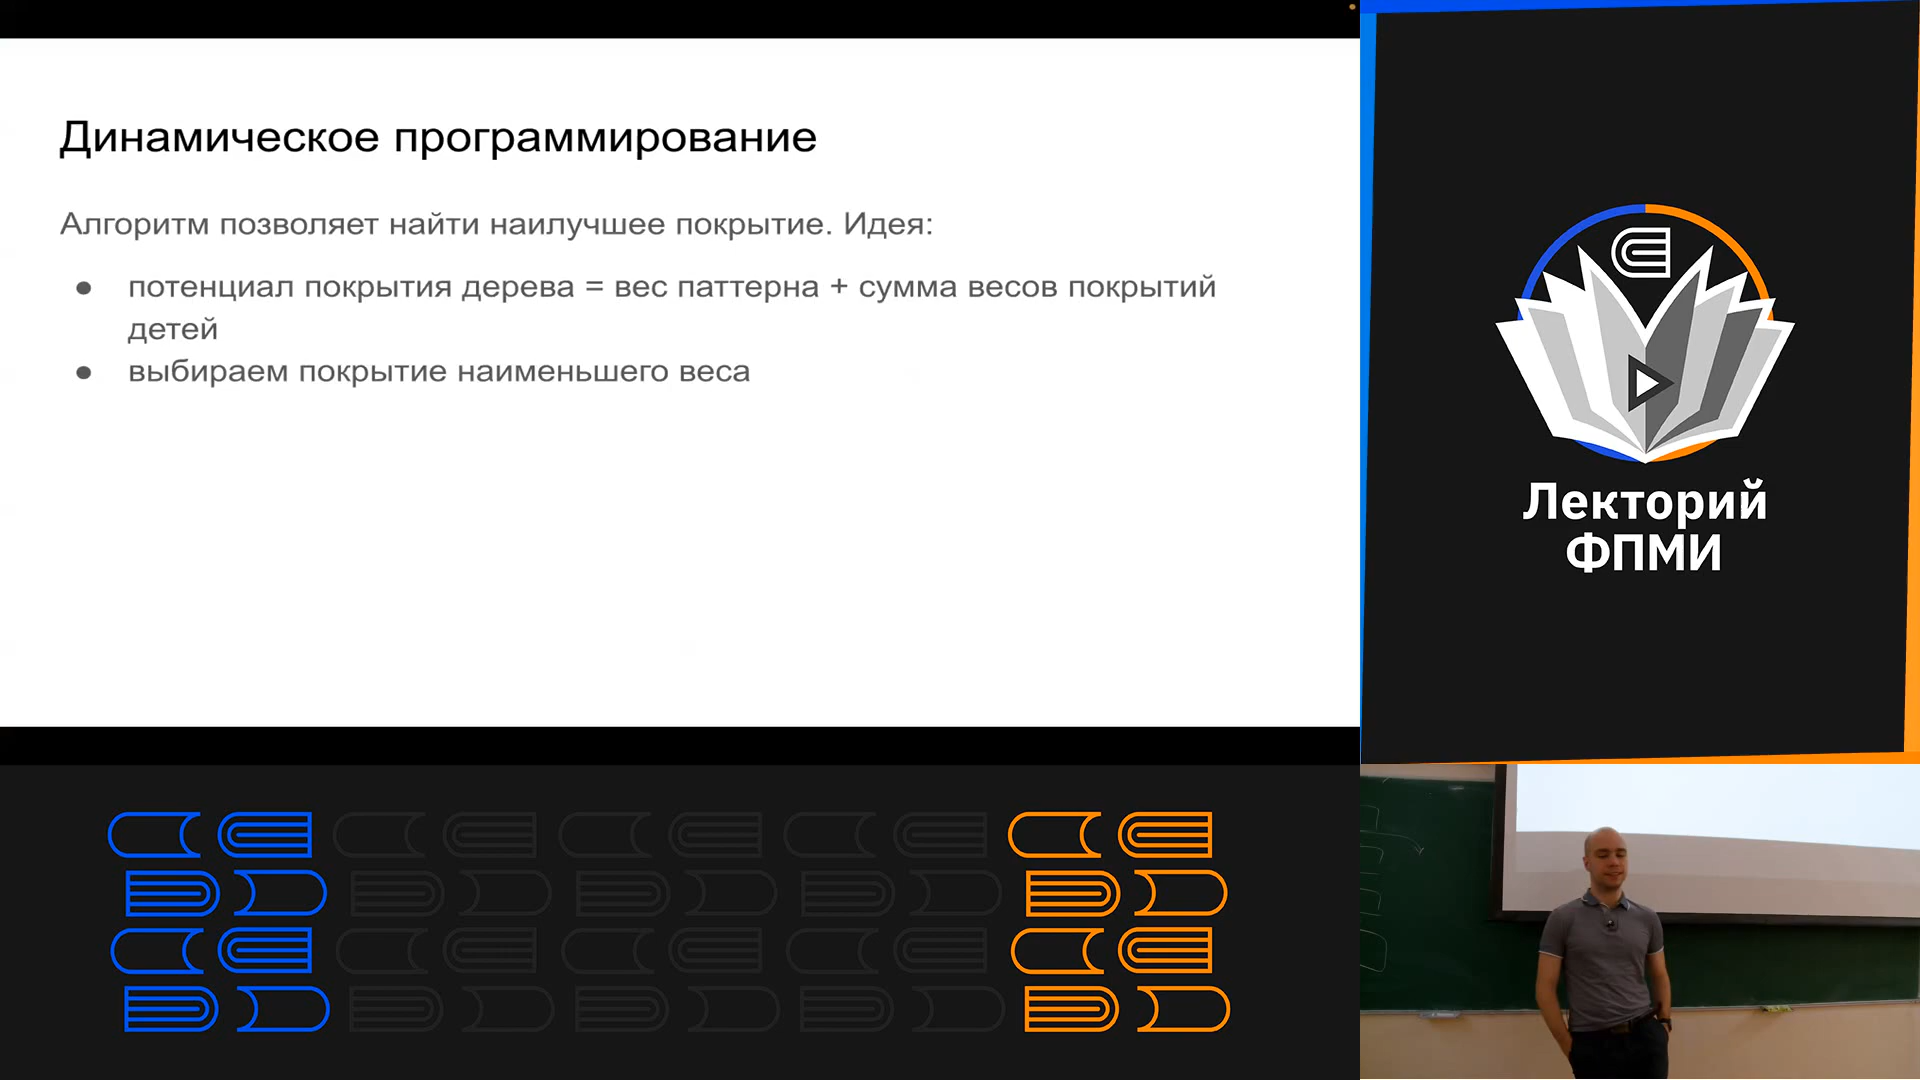 Динамическое программирование
Алгоритм позволяет найти наилучшее покрытие. Идея:
● потенциал покрытия дерева = вес паттерна + сумма весов покрытий
детей
● выбираем покрытие наименьшего веса
Лекторий
ФПМИ